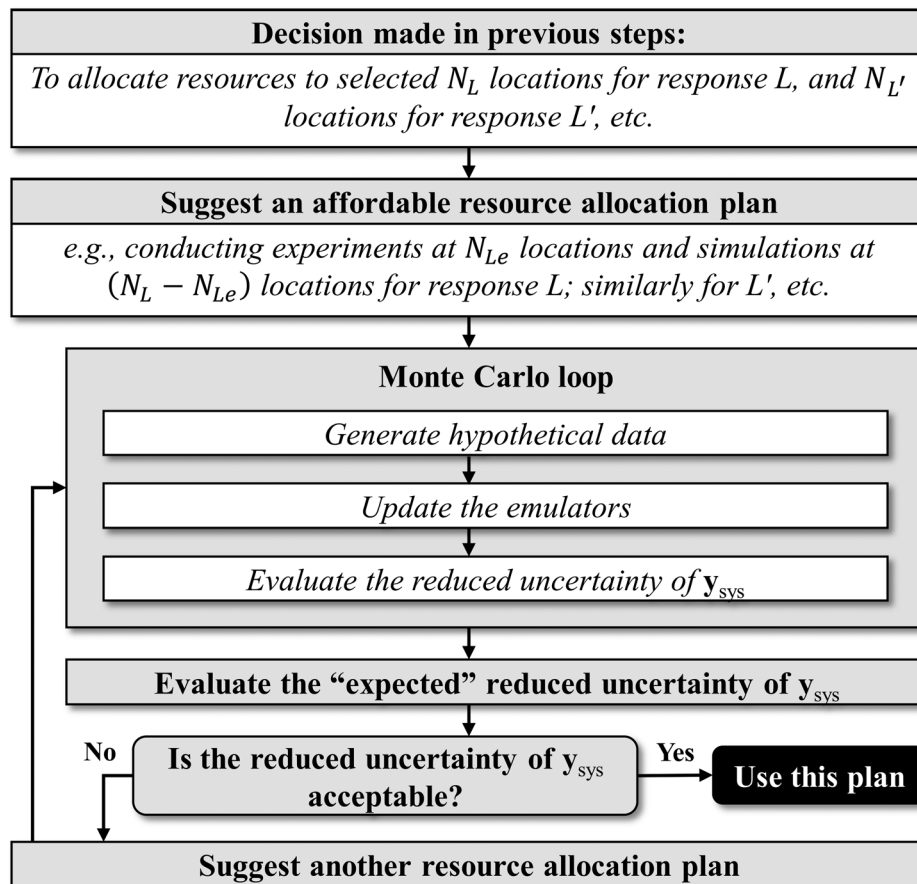 Decision made in previous steps:
To allocate resources to selected N_L locations for response L, and N_L'
locations for response L', etc.
Suggest an affordable resource allocation plan
e.g., conducting experiments at N_Le locations and simulations at
(N_L − N_Le) locations for response L; similarly for L', etc.
Monte Carlo loop
Generate hypothetical data
Update the emulators
Evaluate the reduced uncertainty of y_sys
Evaluate the “expected” reduced uncertainty of y_sys
No
Is the reduced uncertainty of y_sys
acceptable?
Yes
Use this plan
Suggest another resource allocation plan